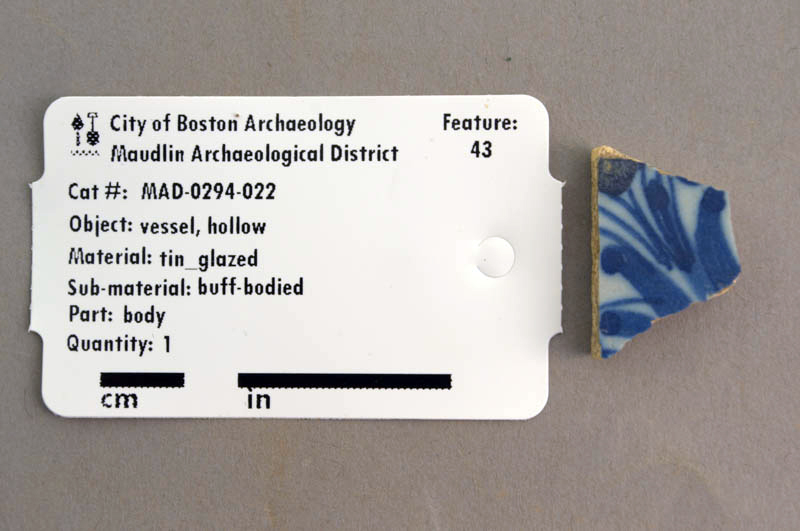 City of Boston Archaeology
Maudlin Archaeological District
Feature:
43
Cat #: MAD-0294-022
Object: vessel, hollow
Material: tin_glazed
Sub-material: buff-bodied
Part: body
Quantity: 1
cm in